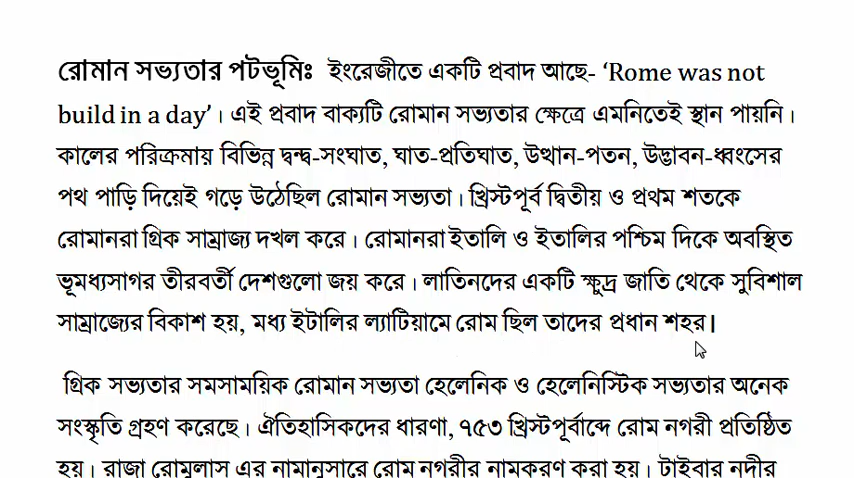 রোমান সভ্যতার পটভূমিঃ ইংরেজীতে একটি প্রবাদ আছে- ‘Rome was not
build in a day’। এই প্রবাদ বাক্যটি রোমান সভ্যতার ক্ষেত্রে এমনিতেই স্থান পায়নি।
কালের পরিক্রমায় বিভিন্ন দ্বন্দ্ব-সংঘাত, ঘাত-প্রতিঘাত, উত্থান-পতন, উদ্ভাবন-ধ্বংসের
পথ পাড়ি দিয়েই গড়ে উঠেছিল রোমান সভ্যতা। খ্রিস্টপূর্ব দ্বিতীয় ও প্রথম শতকে
রোমানরা গ্রিক সাম্রাজ্য দখল করে। রোমানরা ইতালি ও ইতালির পশ্চিম দিকে অবস্থিত
ভূমধ্যসাগর তীরবর্তী দেশগুলো জয় করে। লাতিনদের একটি ক্ষুদ্র জাতি থেকে সুবিশাল
সাম্রাজ্যের বিকাশ হয়, মধ্য ইটালির ল্যাটিয়ামে রোম ছিল তাদের প্রধান শহর।
গ্রিক সভ্যতার সমসাময়িক রোমান সভ্যতা হেলেনিক ও হেলেনিস্টিক সভ্যতার অনেক
সংস্কৃতি গ্রহণ করেছে। ঐতিহাসিকদের ধারণা, ৭৫৩ খ্রিস্টপূর্বাব্দে রোম নগরী প্রতিষ্ঠিত
হয়। রাজা রোমুলাস এর নামানুসারে রোম নগরীর নামকরণ করা হয়। টাইবার নদীর